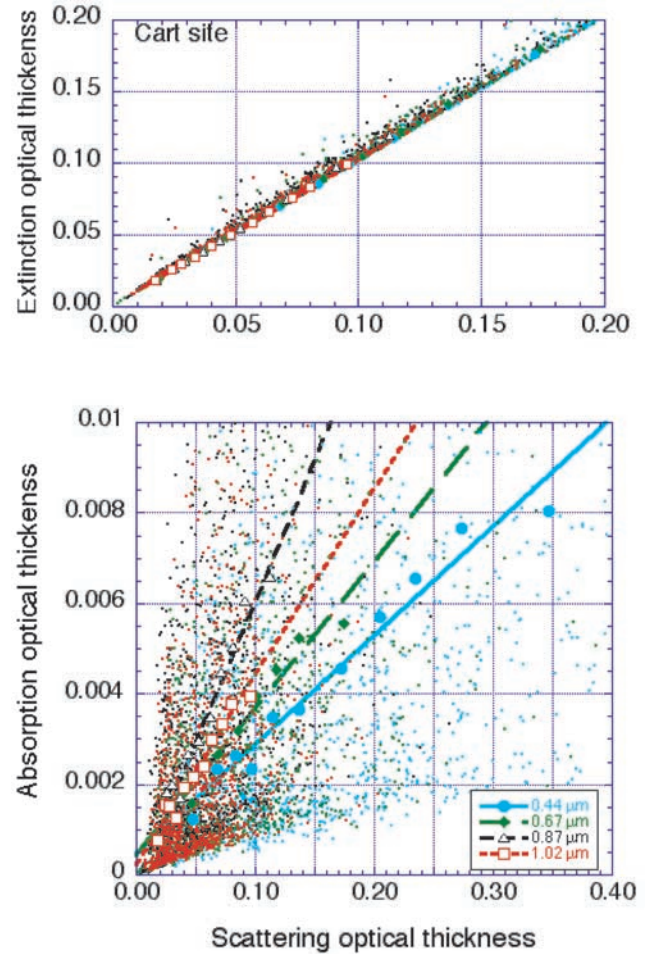 Extinction optical thickenss
Cart site
0.20
0.15
0.10
0.05
0.00
0.00 0.05 0.10 0.15 0.20
Absorption optical thickenss
0.01
0.008
0.006
0.004
0.002
0
0.44 µm
0.67 µm
0.87 µm
1.02 µm
0.00 0.10 0.20 0.30 0.40
Scattering optical thickness